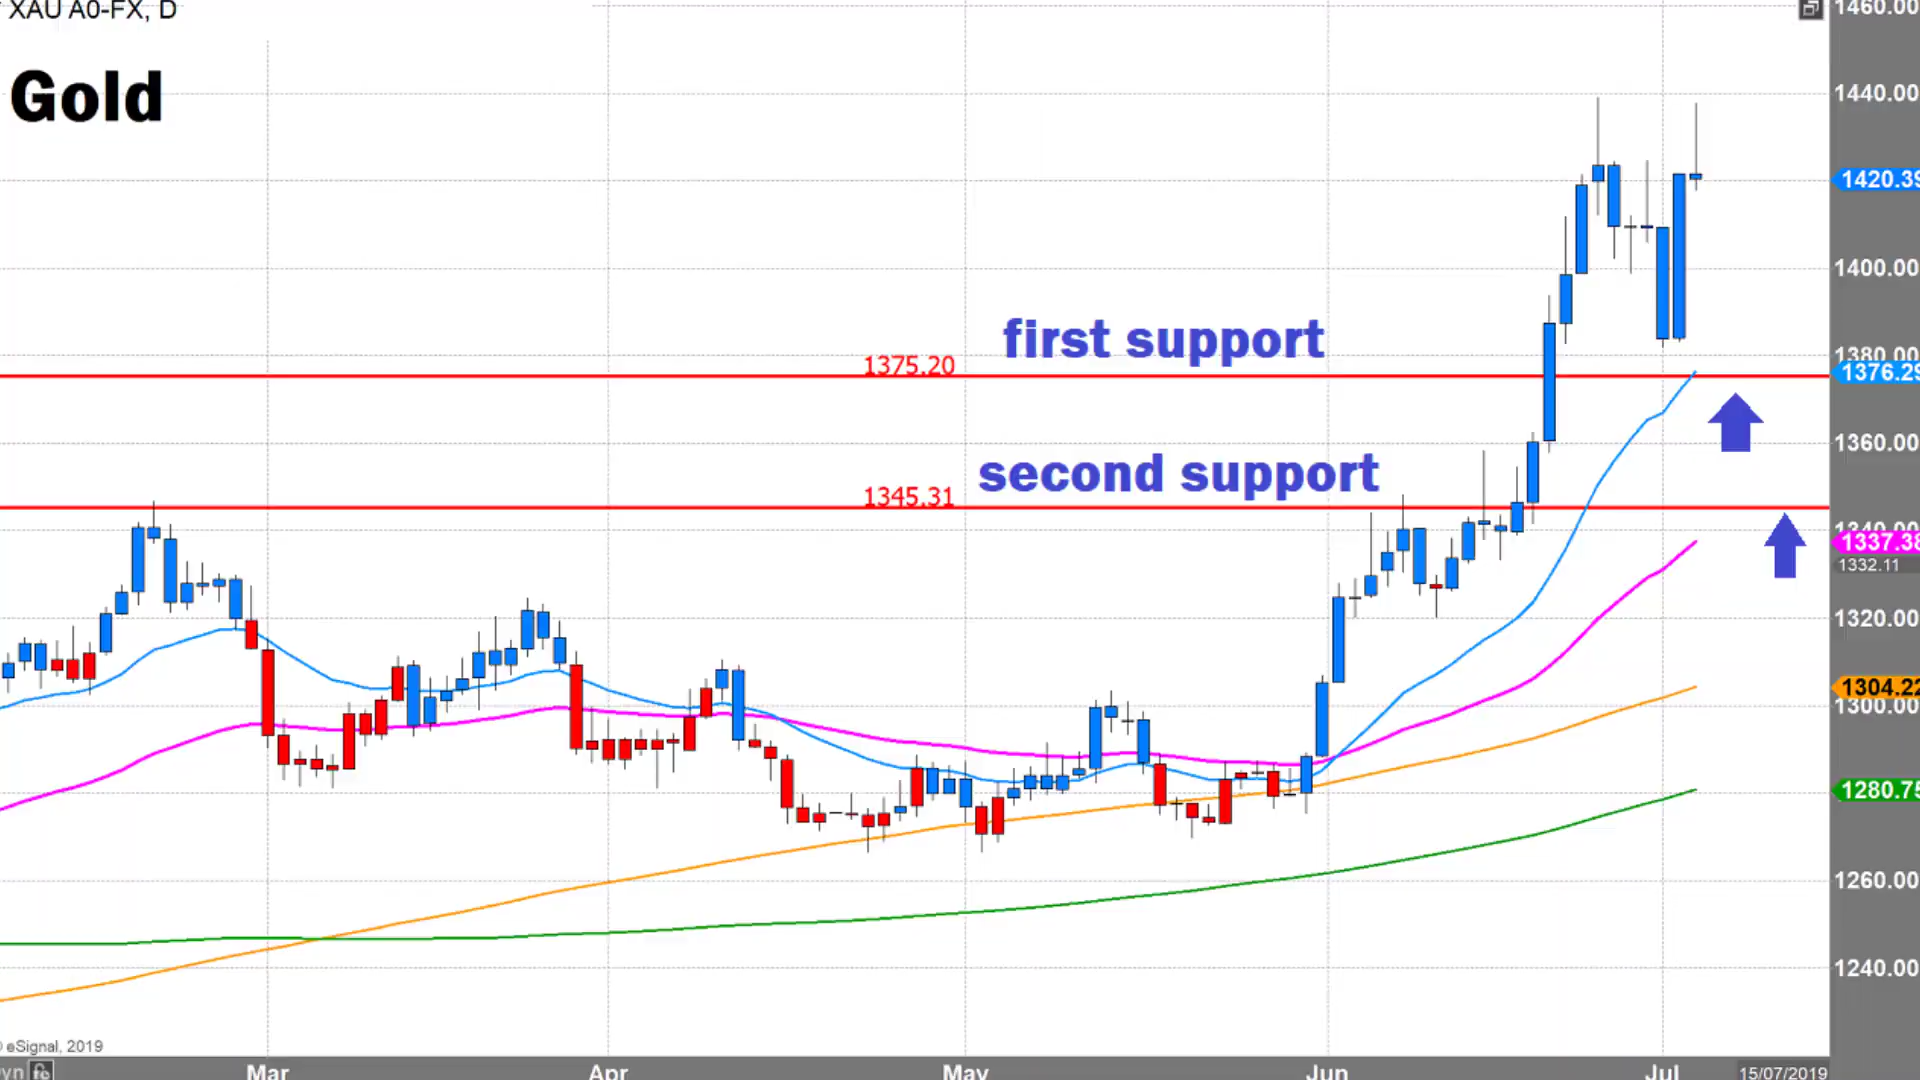 XAU A0-FX, D
Gold
1460.00
1440.00
1420.39
1400.00
first support
1375.20
1380.00
1376.29
1360.00
second support
1345.31
1340.00
1337.38
1332.11
1320.00
1304.22
1300.00
1280.75
1260.00
1240.00
eSignal, 2019
Mar
Apr
May
Jun
Jul
15/07/2019